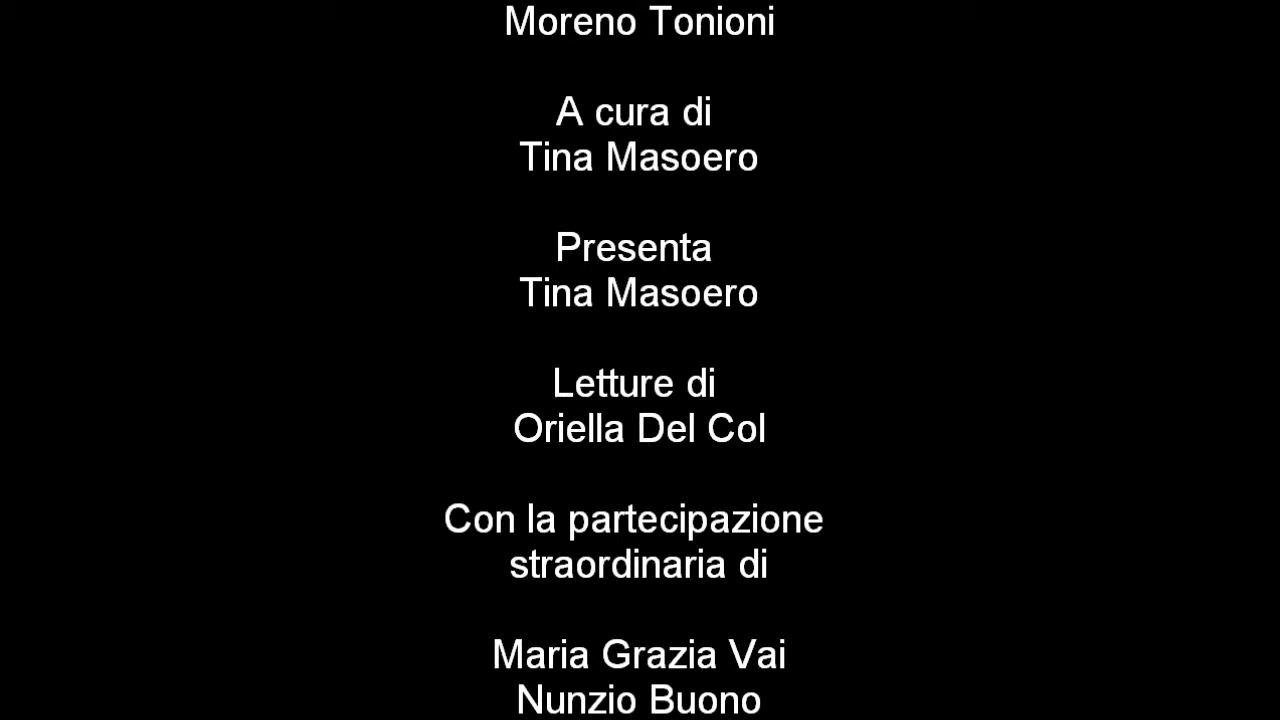 Moreno Tonioni
A cura di
Tina Masoero
Presenta
Tina Masoero
Letture di
Oriella Del Col
Con la partecipazione
straordinaria di
Maria Grazia Vai
Nunzio Buono